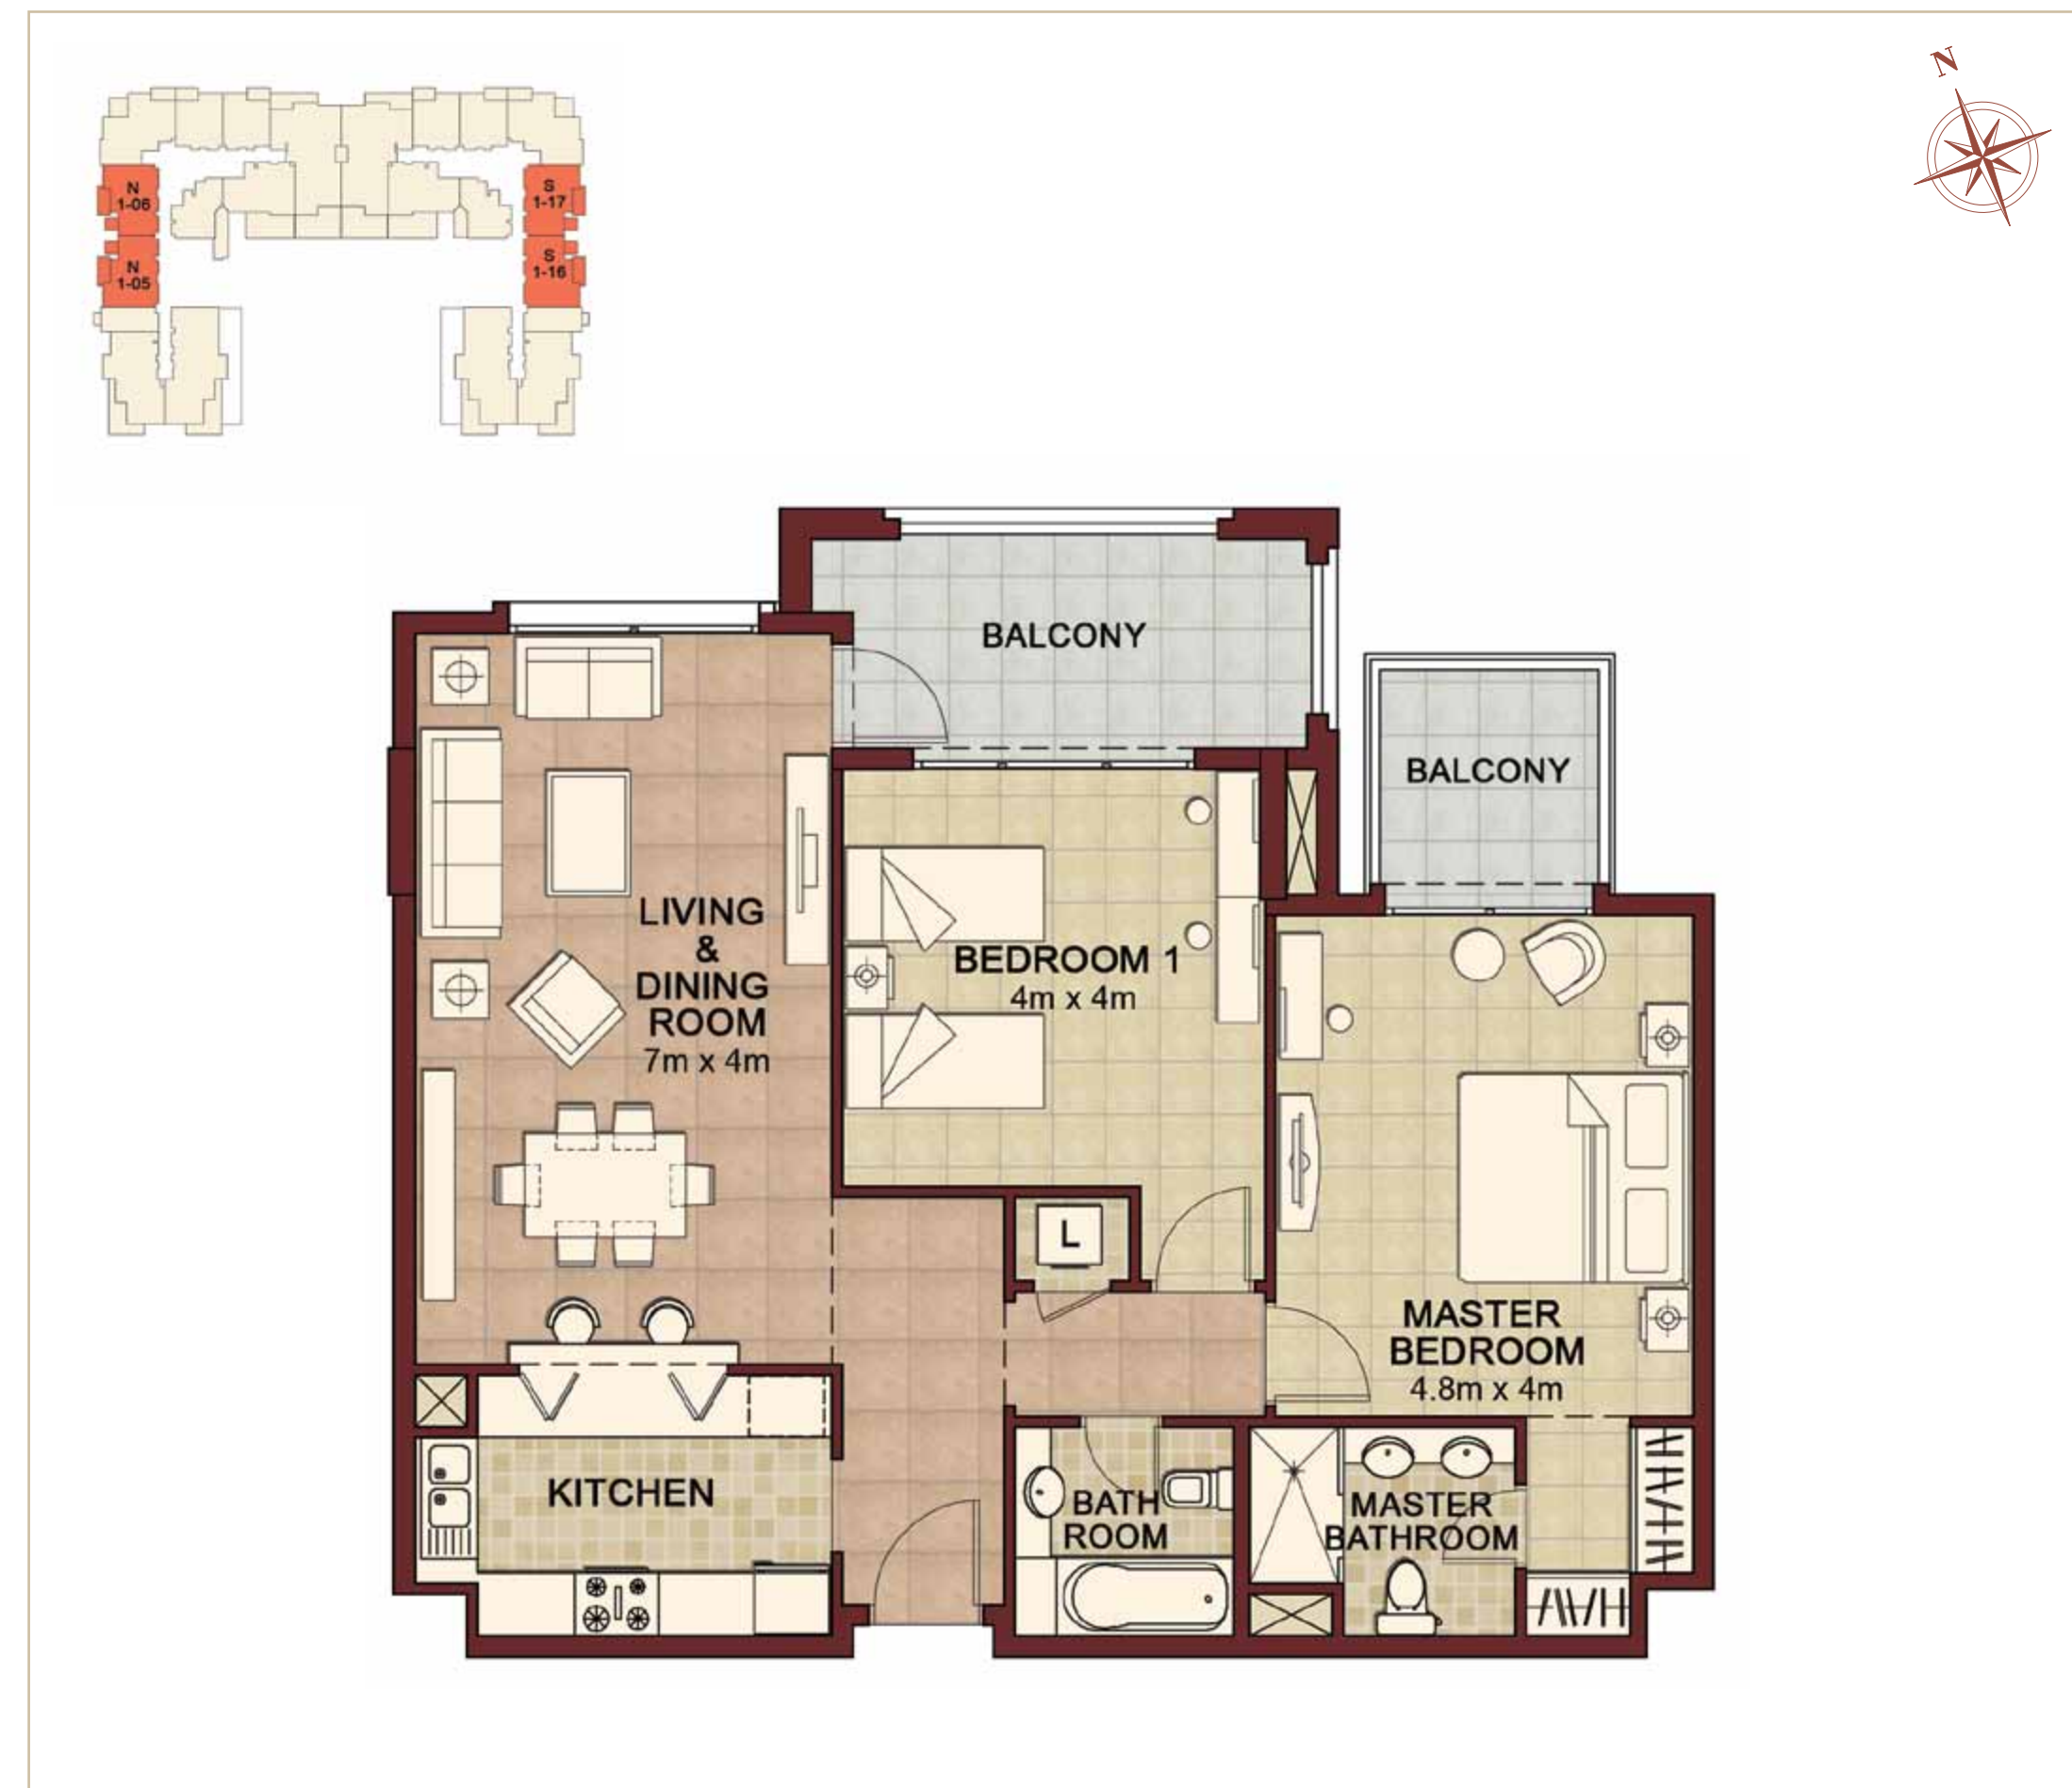 N
N
1-06
N
1-05
S
1-17
S
1-16
BALCONY
BALCONY
LIVING
&
DINING
ROOM
7m x 4m
BEDROOM 1
4m x 4m
L
MASTER
BEDROOM
4.8m x 4m
KITCHEN
BATH
ROOM
MASTER
BATHROOM